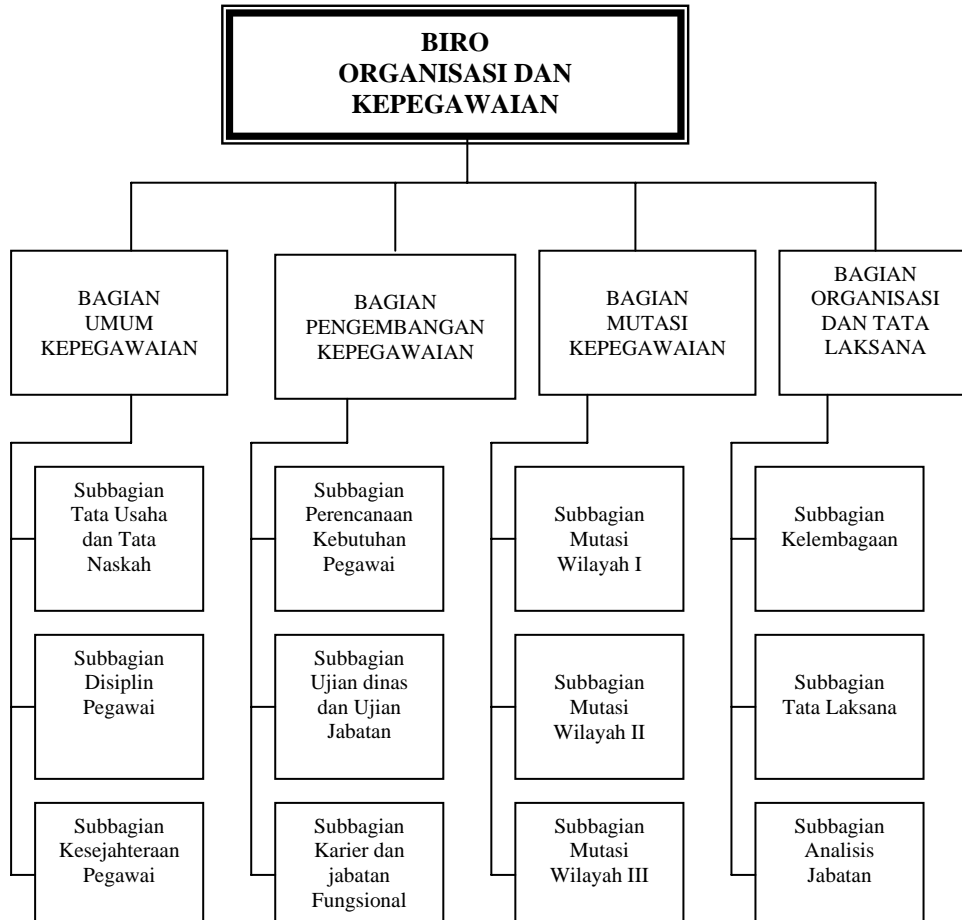 BIRO
ORGANISASI DAN
KEPEGAWAIAN
BAGIAN
UMUM
KEPEGAWAIAN
BAGIAN
PENGEMBANGAN
KEPEGAWAIAN
BAGIAN
MUTASI
KEPEGAWAIAN
BAGIAN
ORGANISASI
DAN TATA
LAKSANA
Subbagian
Tata Usaha
dan Tata
Naskah
Subbagian
Perencanaan
Kebutuhan
Pegawai
Subbagian
Mutasi
Wilayah I
Subbagian
Kelembagaan
Subbagian
Disiplin
Pegawai
Subbagian
Ujian dinas
dan Ujian
Jabatan
Subbagian
Mutasi
Wilayah II
Subbagian
Tata Laksana
Subbagian
Kesejahteraan
Pegawai
Subbagian
Karier dan
jabatan
Fungsional
Subbagian
Mutasi
Wilayah III
Subbagian
Analisis
Jabatan